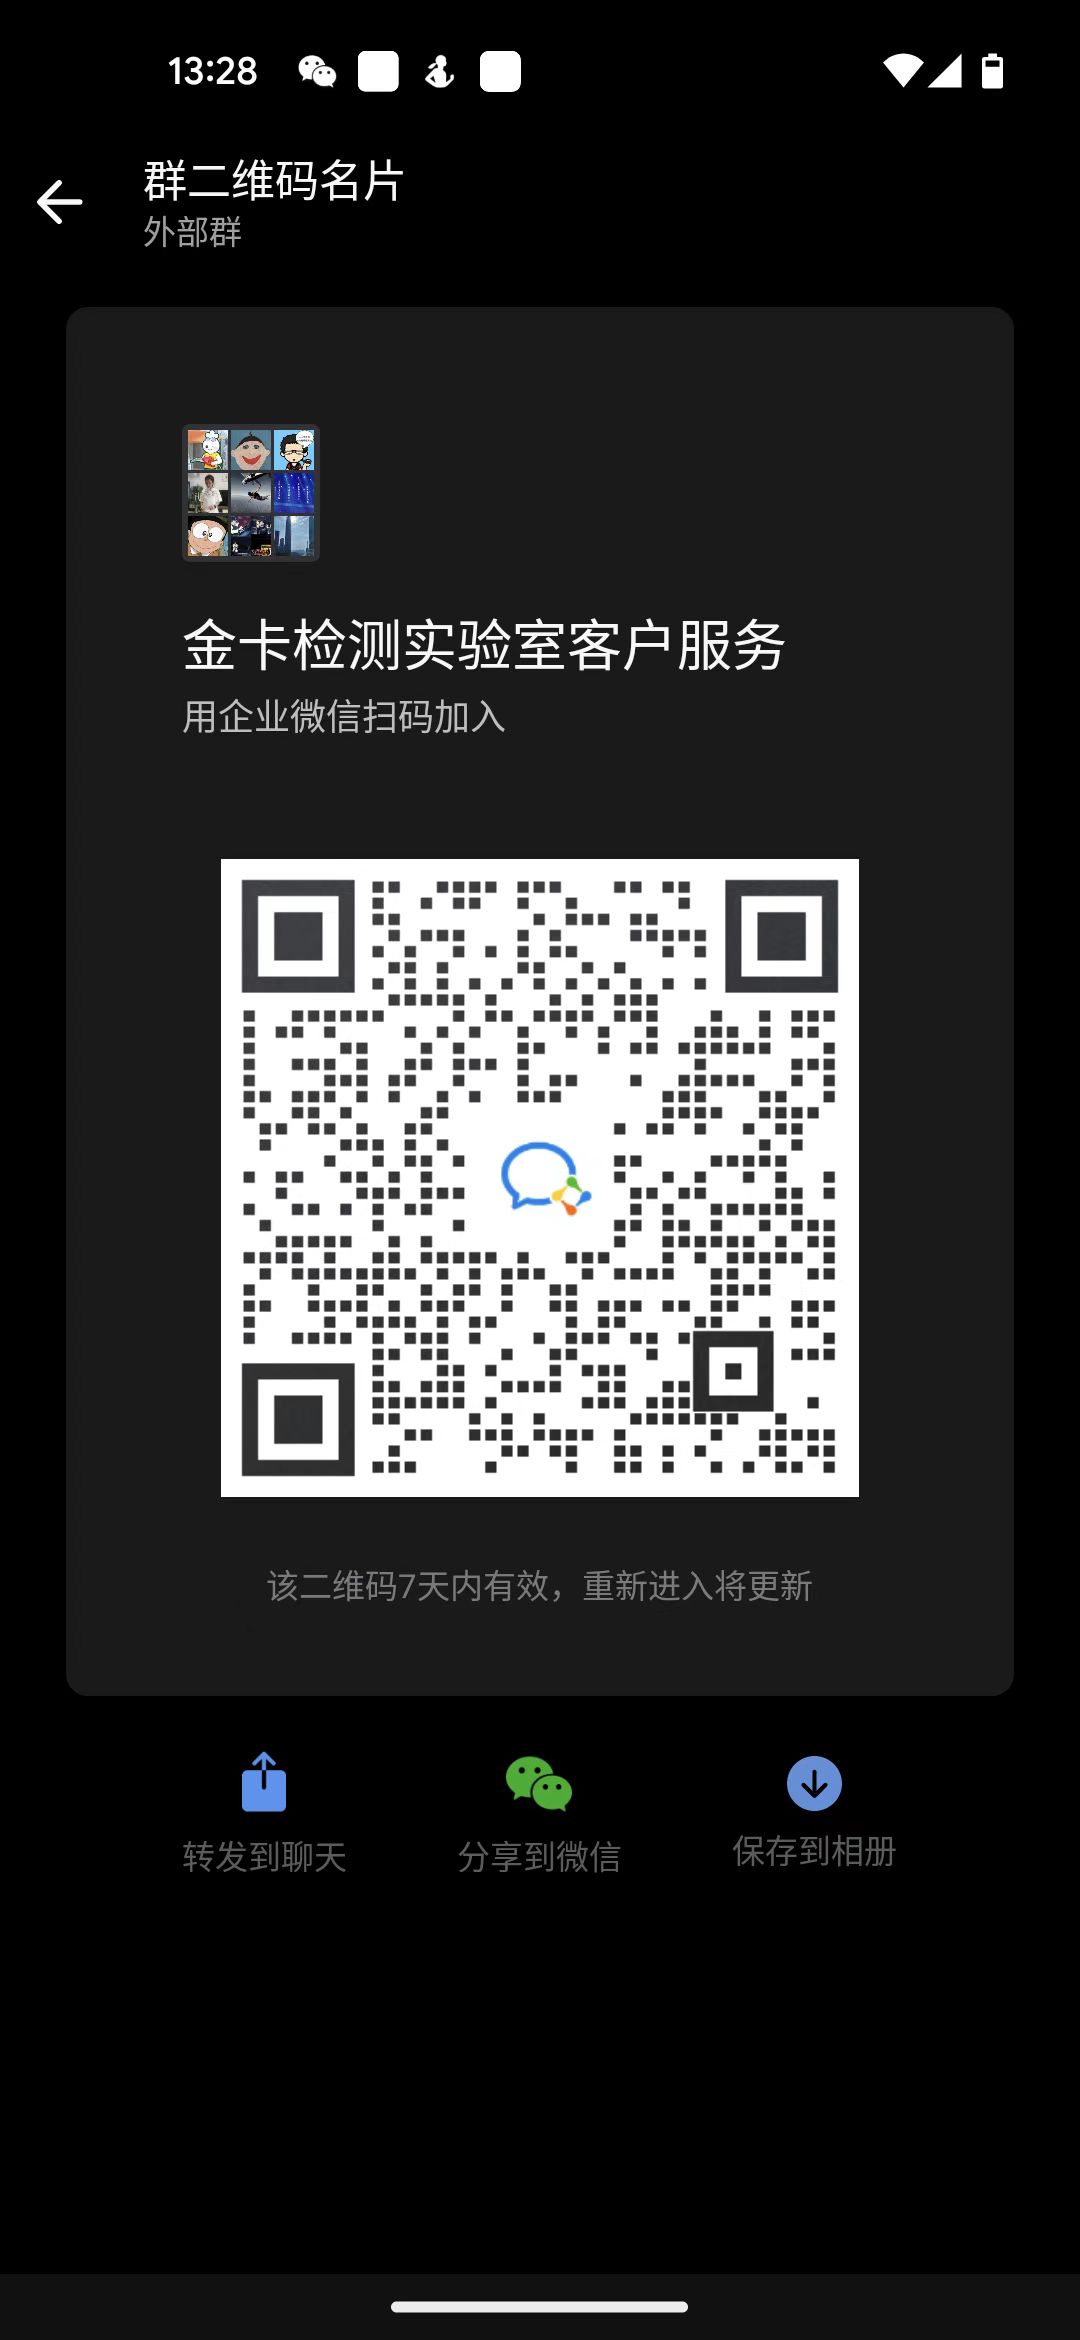 13:28
群二维码名片
外部群
金卡检测实验室客户服务
用企业微信扫码加入
该二维码7天内有效，重新进入将更新
转发到聊天
分享到微信
保存到相册